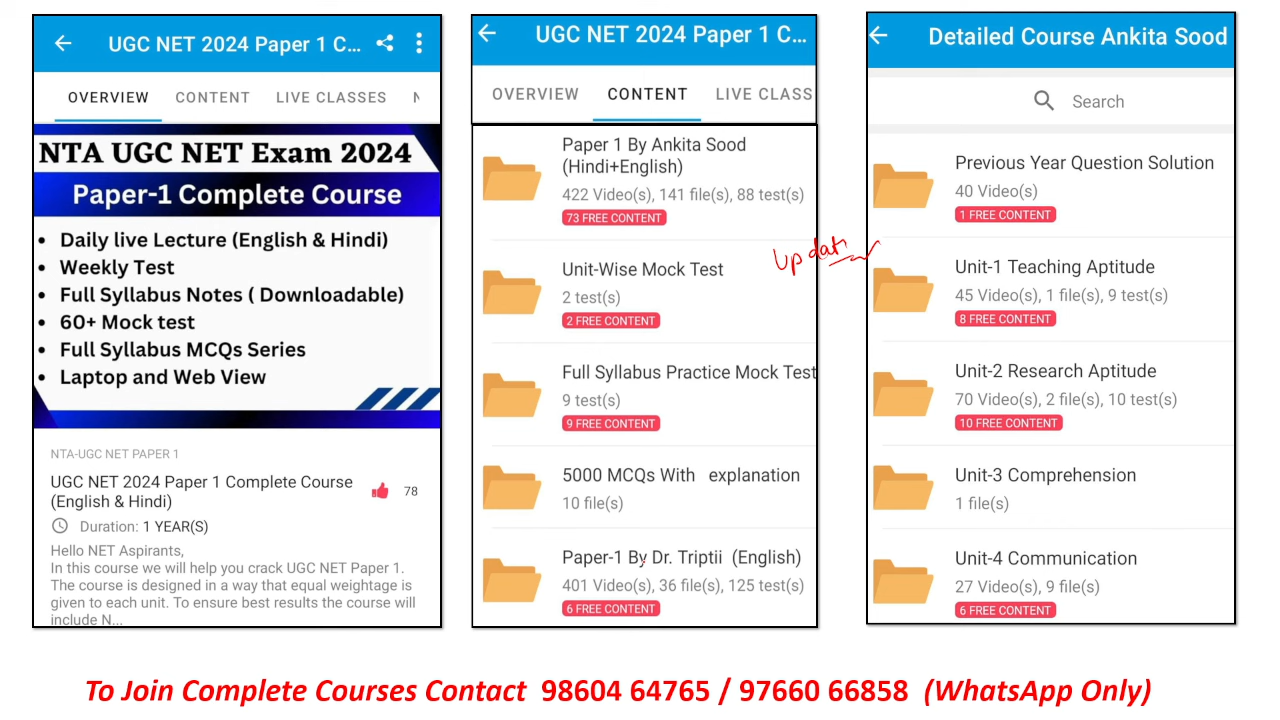 UGC NET 2024 Paper 1 C...
OVERVIEW CONTENT LIVE CLASSES N
NTA UGC NET Exam 2024
Paper-1 Complete Course
• Daily live Lecture (English & Hindi)
• Weekly Test
• Full Syllabus Notes ( Downloadable)
• 60+ Mock test
• Full Syllabus MCQs Series
• Laptop and Web View
NTA-UGC NET PAPER 1
UGC NET 2024 Paper 1 Complete Course
(English & Hindi)
78
Duration: 1 YEAR(S)
Hello NET Aspirants,
In this course we will help you crack UGC NET Paper 1.
The course is designed in a way that equal weightage is
given to each unit. To ensure best results the course will
include N...
UGC NET 2024 Paper 1 C...
OVERVIEW CONTENT LIVE CLASS
Paper 1 By Ankita Sood
(Hindi+English)
422 Video(s), 141 file(s), 88 test(s)
73 FREE CONTENT
Unit-Wise Mock Test
2 test(s)
2 FREE CONTENT
Full Syllabus Practice Mock Test
9 test(s)
9 FREE CONTENT
5000 MCQs With explanation
10 file(s)
Paper-1 By Dr. Triptii (English)
401 Video(s), 36 file(s), 125 test(s)
6 FREE CONTENT
Detailed Course Ankita Sood
Search
Previous Year Question Solution
40 Video(s)
1 FREE CONTENT
Unit-1 Teaching Aptitude
45 Video(s), 1 file(s), 9 test(s)
8 FREE CONTENT
Unit-2 Research Aptitude
70 Video(s), 2 file(s), 10 test(s)
10 FREE CONTENT
Unit-3 Comprehension
1 file(s)
Unit-4 Communication
27 Video(s), 9 file(s)
6 FREE CONTENT
To Join Complete Courses Contact 98604 64765 / 97660 66858 (WhatsApp Only)